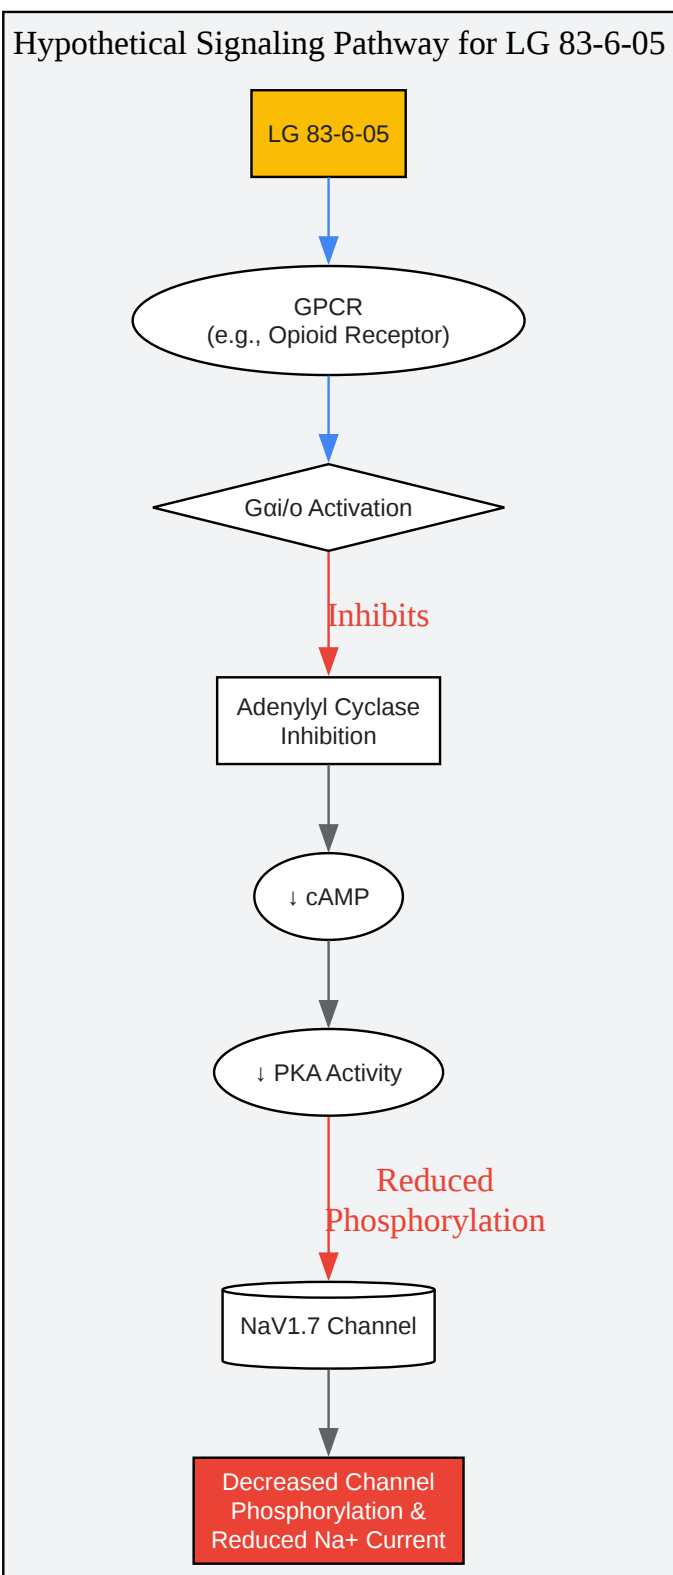 Hypothetical Signaling Pathway for LG 83-6-05
LG 83-6-05
GPCR
(e.g., Opioid Receptor)
Gαi/o Activation
Inhibits
Adenylyl Cyclase
Inhibition
↓ cAMP
↓ PKA Activity
Reduced
Phosphorylation
NaV1.7 Channel
Decreased Channel
Phosphorylation &
Reduced Na+ Current